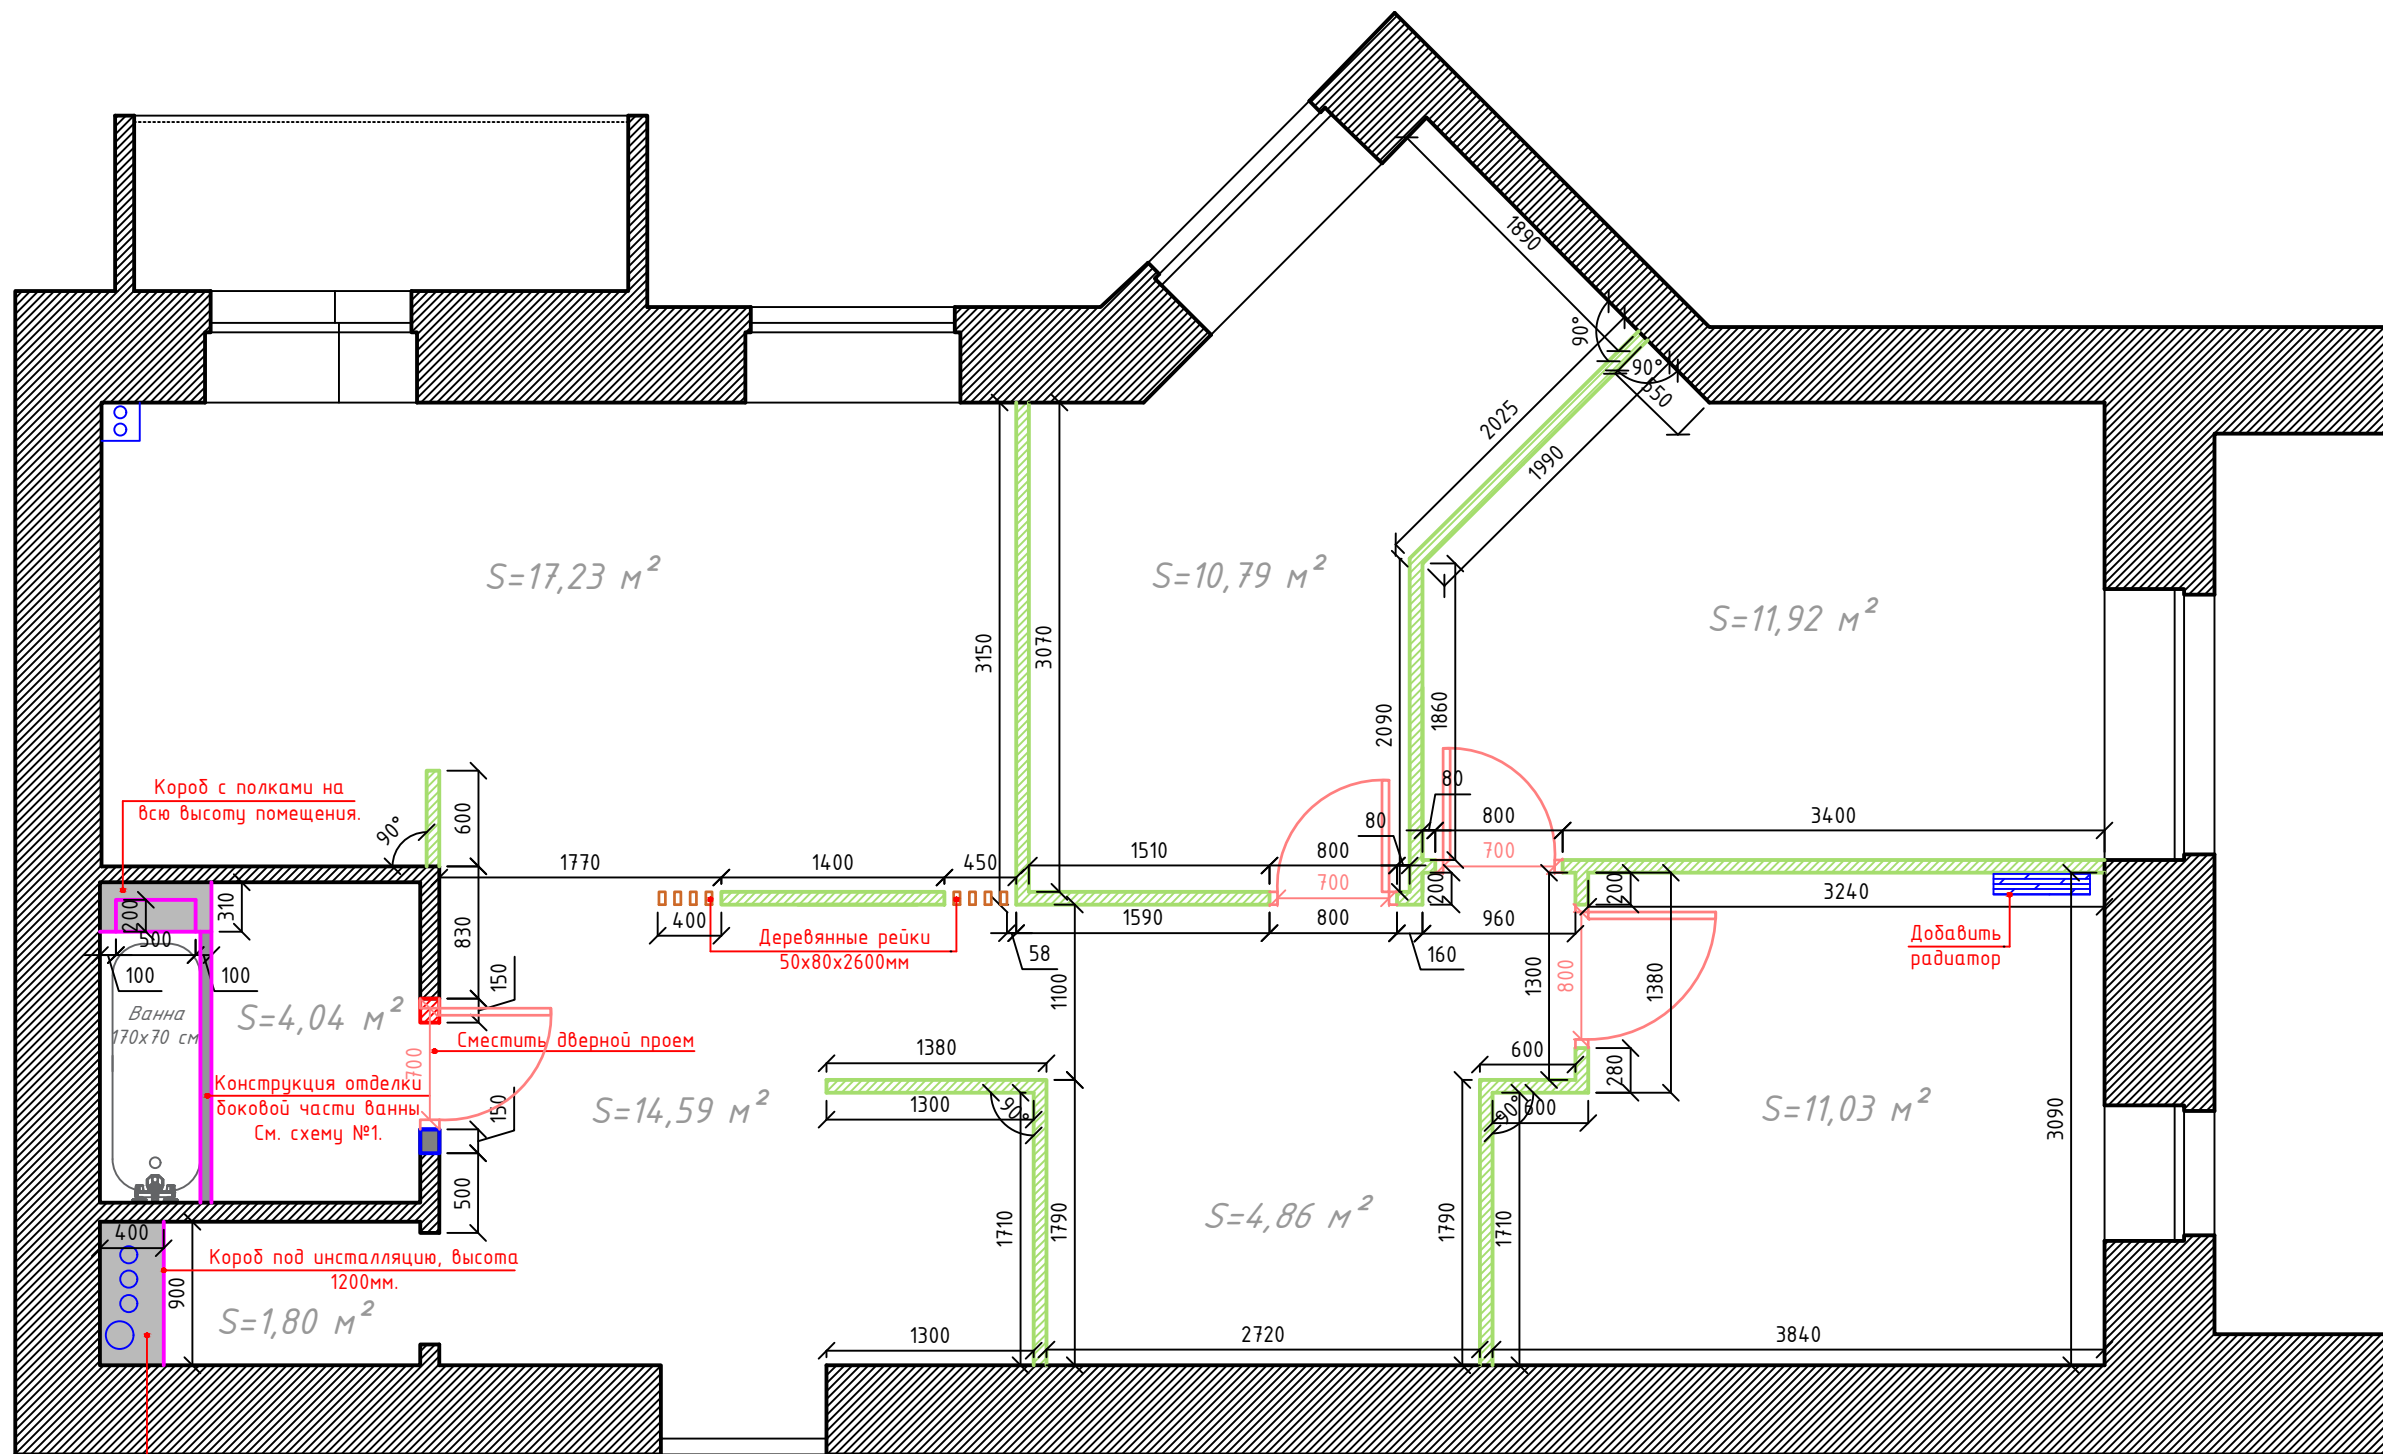 1890
90°
90°
350
2025
1990
S=17,23 м²
S=10,79 м²
S=11,92 м²
3150
3070
2090
1860
Короб с полками на
всю высоту помещения.
90°
600
80
80
800
3400
1770
1400
450
1510
800
700
700
200
200
3240
200
310
500
100
100
830
150
400
Деревянные рейки
50х80х2600мм
58
1590
800
160
960
Добавить
радиатор
1100
1300
800
1380
Ванна
170х70 см
S=4,04 м²
Сместить дверной проем
700
Конструкция отделки
боковой части ванны
См. схему №1.
150
500
1380
1300
90°
600
280
90°
600
S=14,59 м²
S=11,03 м²
3090
S=4,86 м²
1710
1790
1790
1710
400
Короб под инсталляцию, высота
1200мм.
900
S=1,80 м²
1300
2720
3840